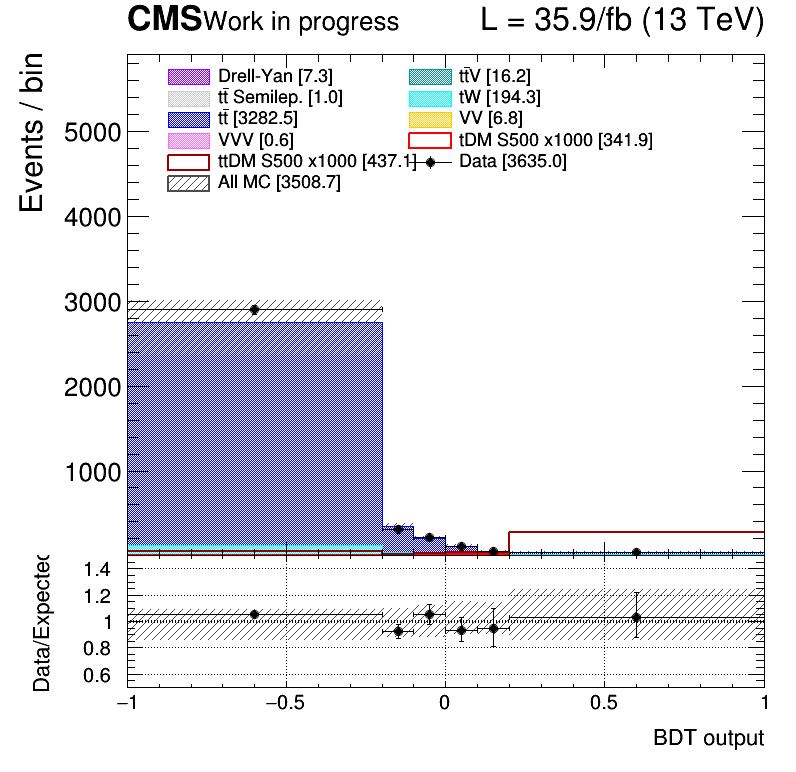 CMS Work in progress L = 35.9/fb (13 TeV)
Events / bin
Drell-Yan [7.3] tt̄V [16.2]
tt̄ Semilep. [1.0] tW [194.3]
tt̄ [3282.5] VV [6.8]
VVV [0.6] tDM S500 x1000 [341.9]
ttDM S500 x1000 [437.1] Data [3635.0]
All MC [3508.7]
5000
4000
3000
2000
1000
Data/Expected
1.4
1.2
1
0.8
0.6
−1 −0.5 0 0.5 1
BDT output